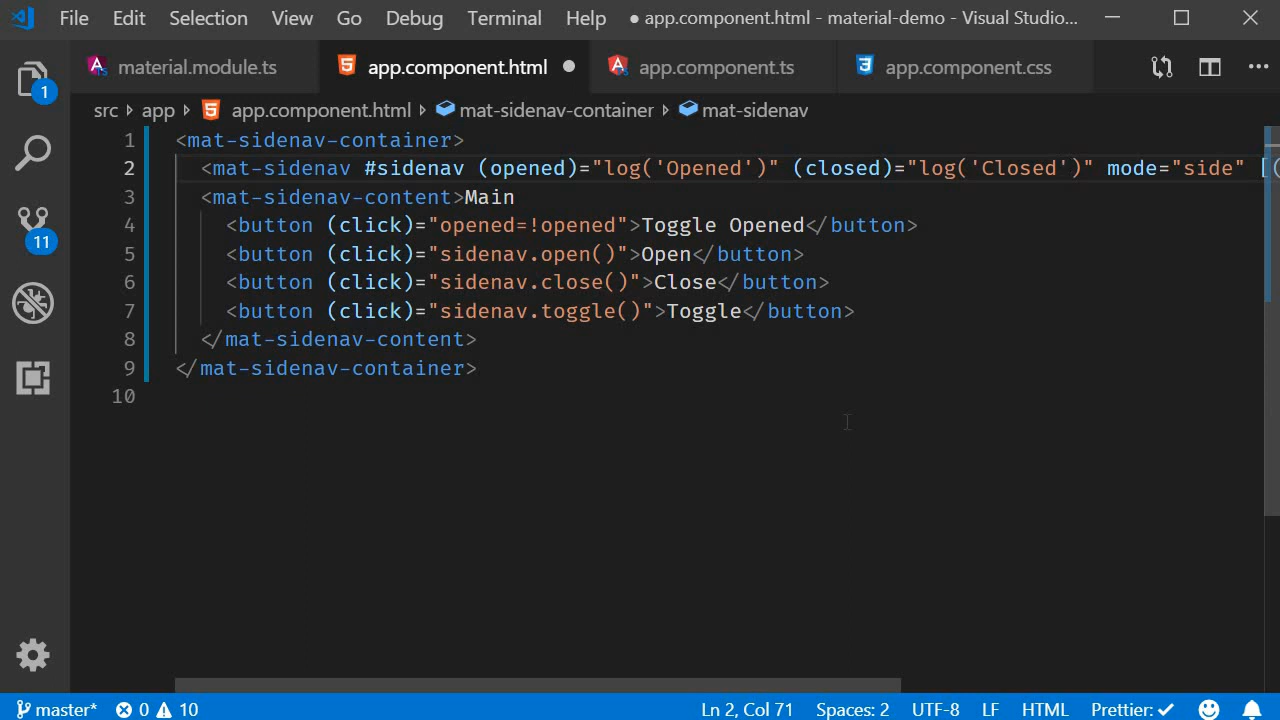 File Edit Selection View Go Debug Terminal Help ● app.component.html - material-demo - Visual Studio...
material.module.ts app.component.html ● app.component.ts app.component.css
src › app › app.component.html › mat-sidenav-container › mat-sidenav
1
11
1 <mat-sidenav-container>
2 <mat-sidenav #sidenav (opened)="log('Opened')" (closed)="log('Closed')" mode="side" [(
3 <mat-sidenav-content>Main
4 <button (click)="opened=!opened">Toggle Opened</button>
5 <button (click)="sidenav.open()">Open</button>
6 <button (click)="sidenav.close()">Close</button>
7 <button (click)="sidenav.toggle()">Toggle</button>
8 </mat-sidenav-content>
9 </mat-sidenav-container>
10
master* 0 10 Ln 2, Col 71 Spaces: 2 UTF-8 LF HTML Prettier: ✓